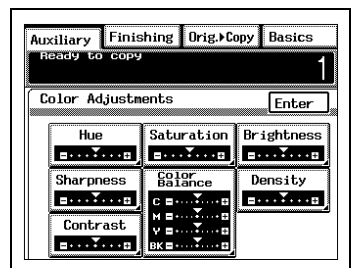 Auxiliary Finishing Orig.▸Copy Basics
Ready to copy
1
Color Adjustments Enter
Hue Saturation Brightness
Sharpness Color Balance Density
C
M
Y
Contrast
BK